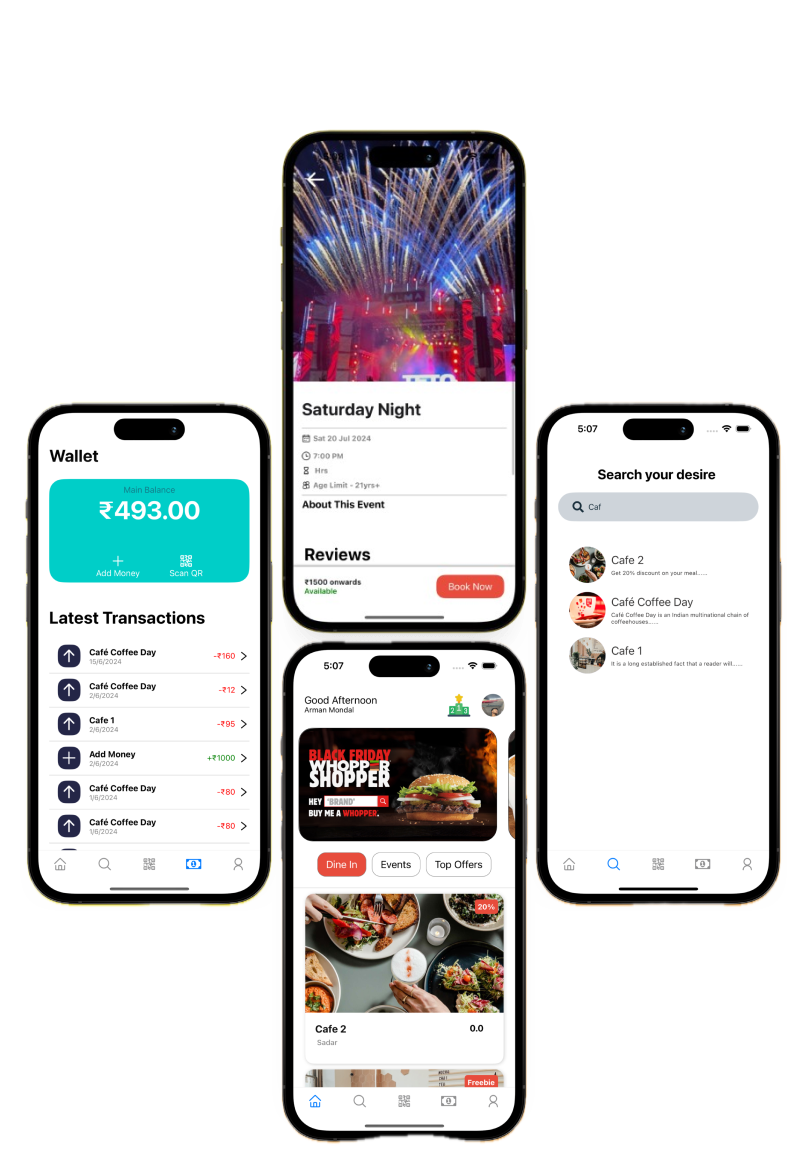 ALMA
Saturday Night
Sat 20 Jul 2024
7:00 PM
Hrs
Age Limit - 21yrs+
About This Event
Reviews
₹1500 onwards
Available
Book Now
Wallet
Main Balance
₹493.00
Add Money
Scan QR
Latest Transactions
Café Coffee Day
15/6/2024
-₹160
Café Coffee Day
2/6/2024
-₹12
Cafe 1
2/6/2024
-₹95
Add Money
2/6/2024
+₹1000
Café Coffee Day
1/6/2024
-₹80
Café Coffee Day
1/6/2024
-₹80
5:07
Search your desire
Caf
Cafe 2
Get 20% discount on your meal......
Café Coffee Day
Café Coffee Day is an Indian multinational chain of
coffeehouses......
Cafe 1
It is a long established fact that a reader will......
5:07
Good Afternoon
Arman Mondal
2 1 3
BLACK FRIDAY
WHOPPER
SHOPPER
HEY "BRAND"
BUY ME A WHOPPER.
Dine In
Events
Top Offers
20%
Cafe 2
0.0
Sadar
Freebie